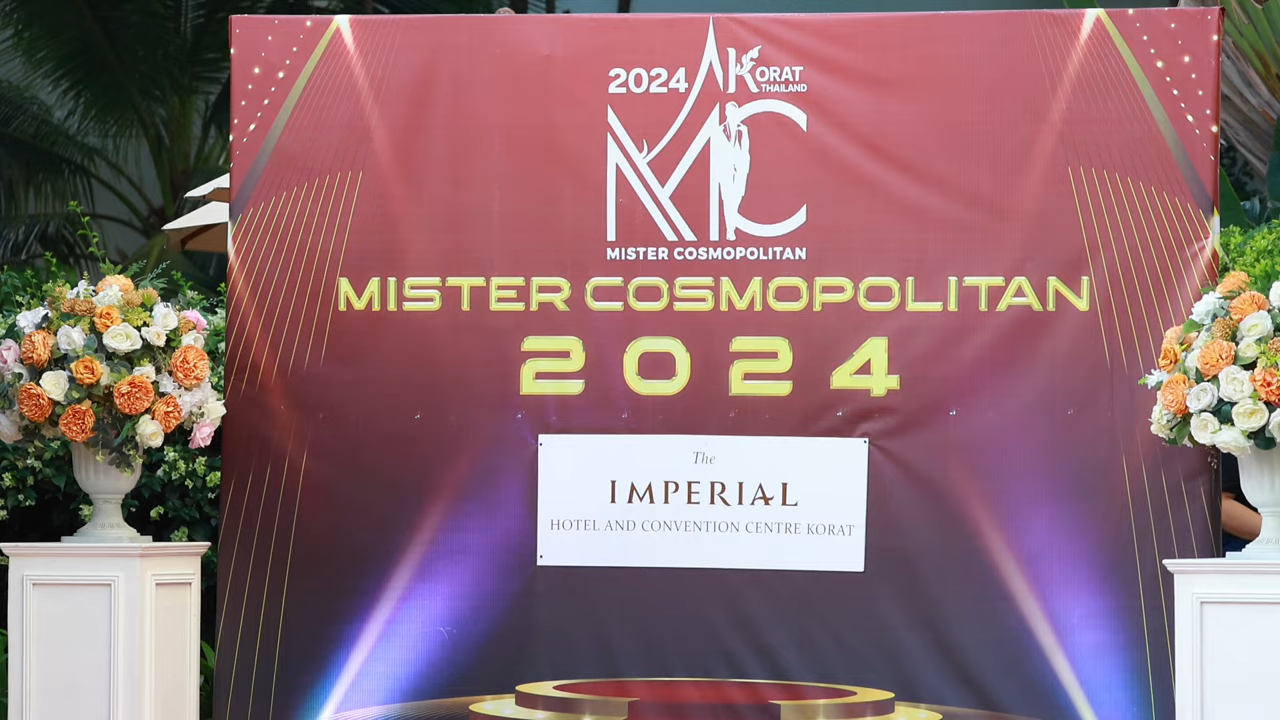 2024 KORAT
THAILAND
MC
MISTER COSMOPOLITAN
MISTER COSMOPOLITAN
2024
The
IMPERIAL
HOTEL AND CONVENTION CENTRE KORAT